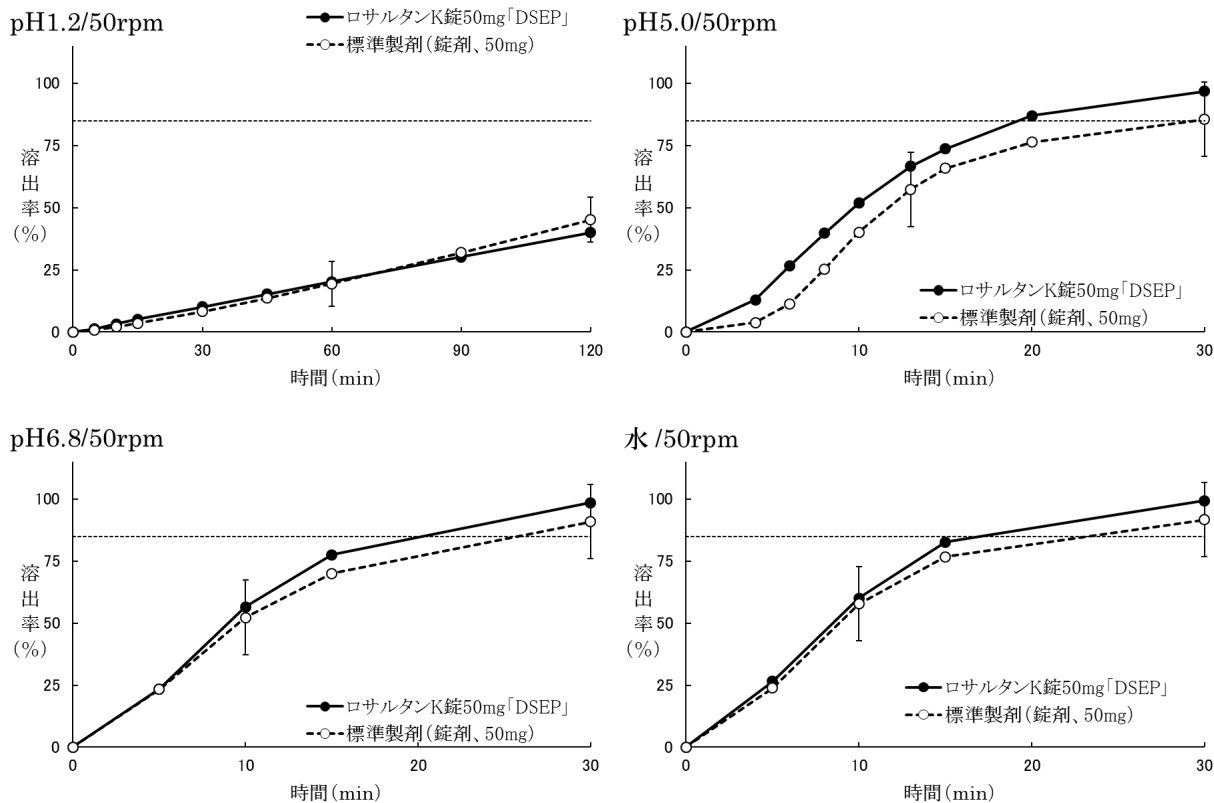 pH1.2/50rpm
ロサルタンK錠50mg「DSEP」
標準製剤（錠剤、50mg）
100
75
50
25
0
溶出率（%）
0 30 60 90 120
時間（min）
pH5.0/50rpm
100
75
50
25
0
溶出率（%）
ロサルタンK錠50mg「DSEP」
標準製剤（錠剤、50mg）
0 10 20 30
時間（min）
pH6.8/50rpm
100
75
50
25
0
溶出率（%）
ロサルタンK錠50mg「DSEP」
標準製剤（錠剤、50mg）
0 10 20 30
時間（min）
水 /50rpm
100
75
50
25
0
溶出率（%）
ロサルタンK錠50mg「DSEP」
標準製剤（錠剤、50mg）
0 10 20 30
時間（min）